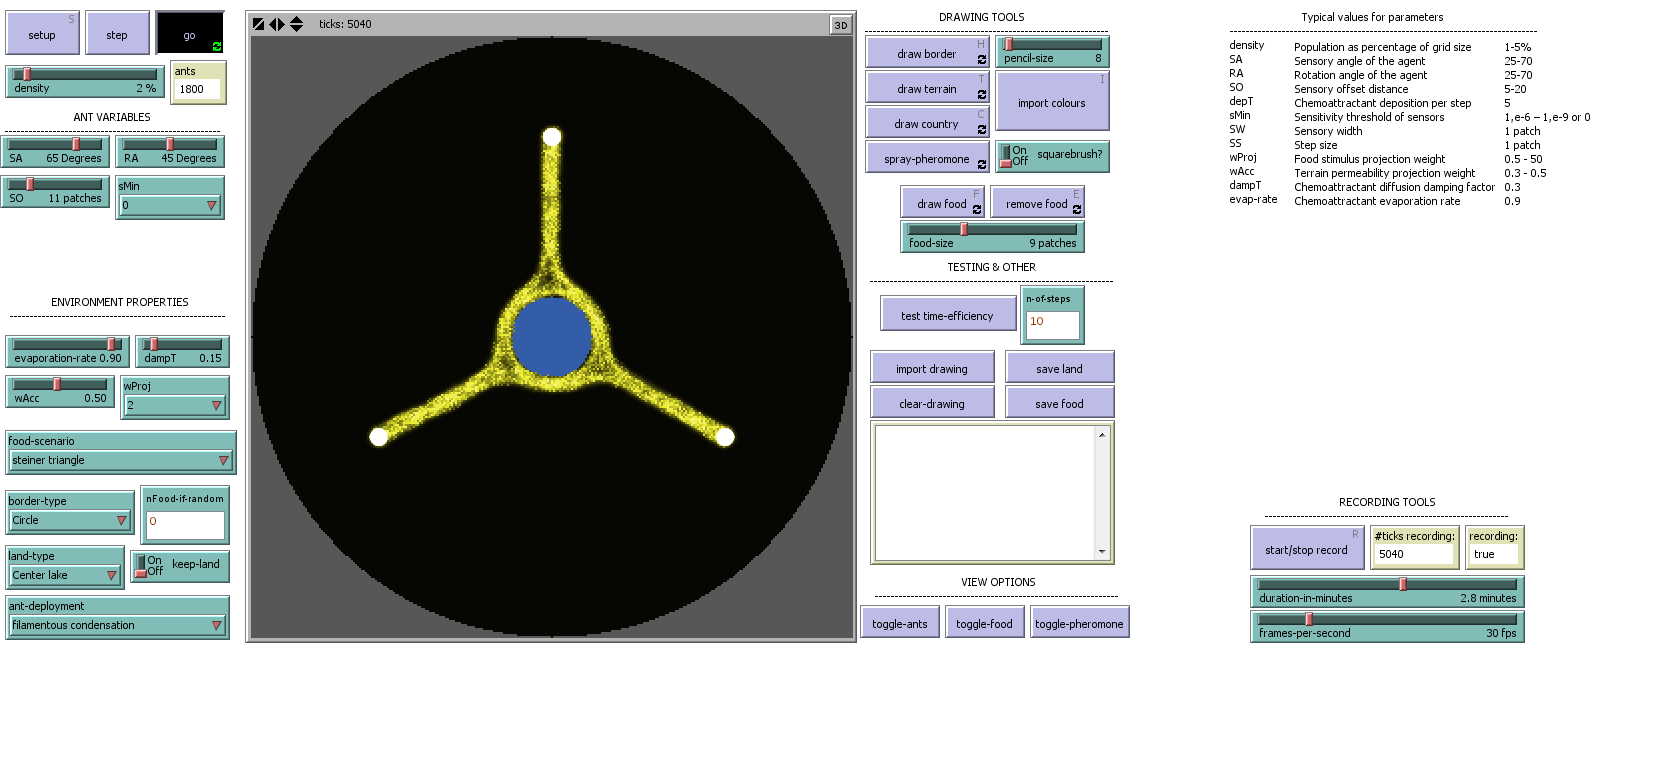 setup
S
step
go
density
2 %
ants
1800
ANT VARIABLES
SA
65 Degrees
RA
45 Degrees
SO
11 patches
sMin
0
ENVIRONMENT PROPERTIES
evaporation-rate 0.90
dampT
0.15
wAcc
0.50
wProj
2
food-scenario
steiner triangle
border-type
Circle
nFood-if-random
0
land-type
Center lake
On
Off
keep-land
ant-deployment
filamentous condensation
ticks: 5040
3D
DRAWING TOOLS
draw border
H
pencil-size
8
draw terrain
T
import colours
I
draw country
C
spray-pheromone
On
Off
squarebrush?
draw food
F
remove food
E
food-size
9 patches
TESTING & OTHER
test time-efficiency
n-of-steps
10
import drawing
save land
clear-drawing
save food
VIEW OPTIONS
toggle-ants
toggle-food
toggle-pheromone
Typical values for parameters
density Population as percentage of grid size 1-5%
SA Sensory angle of the agent 25-70
RA Rotation angle of the agent 25-70
SO Sensory offset distance 5-20
depT Chemoattractant deposition per step 5
sMin Sensitivity threshold of sensors 1,e-6 – 1,e-9 or 0
SW Sensory width 1 patch
SS Step size 1 patch
wProj Food stimulus projection weight 0.5 - 50
wAcc Terrain permeability projection weight 0.3 - 0.5
dampT Chemoattractant diffusion damping factor 0.3
evap-rate Chemoattractant evaporation rate 0.9
RECORDING TOOLS
start/stop record
R
#ticks recording:
5040
recording:
true
duration-in-minutes
2.8 minutes
frames-per-second
30 fps